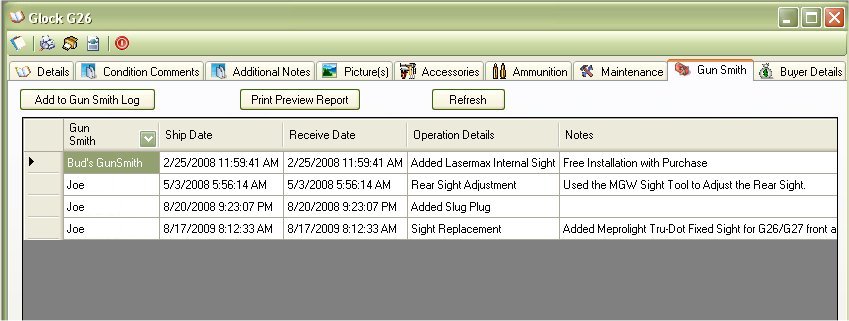 Glock G26
Details Condition Comments Additional Notes Picture(s) Accessories Ammunition Maintenance Gun Smith Buyer Details
Add to Gun Smith Log Print Preview Report Refresh
Gun Smith Ship Date Receive Date Operation Details Notes
Bud's GunSmith 2/25/2008 11:59:41 AM 2/25/2008 11:59:41 AM Added Lasermax Internal Sight Free Installation with Purchase
Joe 5/3/2008 5:56:14 AM 5/3/2008 5:56:14 AM Rear Sight Adjustment Used the MGW Sight Tool to Adjust the Rear Sight.
Joe 8/20/2008 9:23:07 PM 8/20/2008 9:23:07 PM Added Slug Plug
Joe 8/17/2009 8:12:33 AM 8/17/2009 8:12:33 AM Sight Replacement Added Meprolight Tru-Dot Fixed Sight for G26/G27 front a